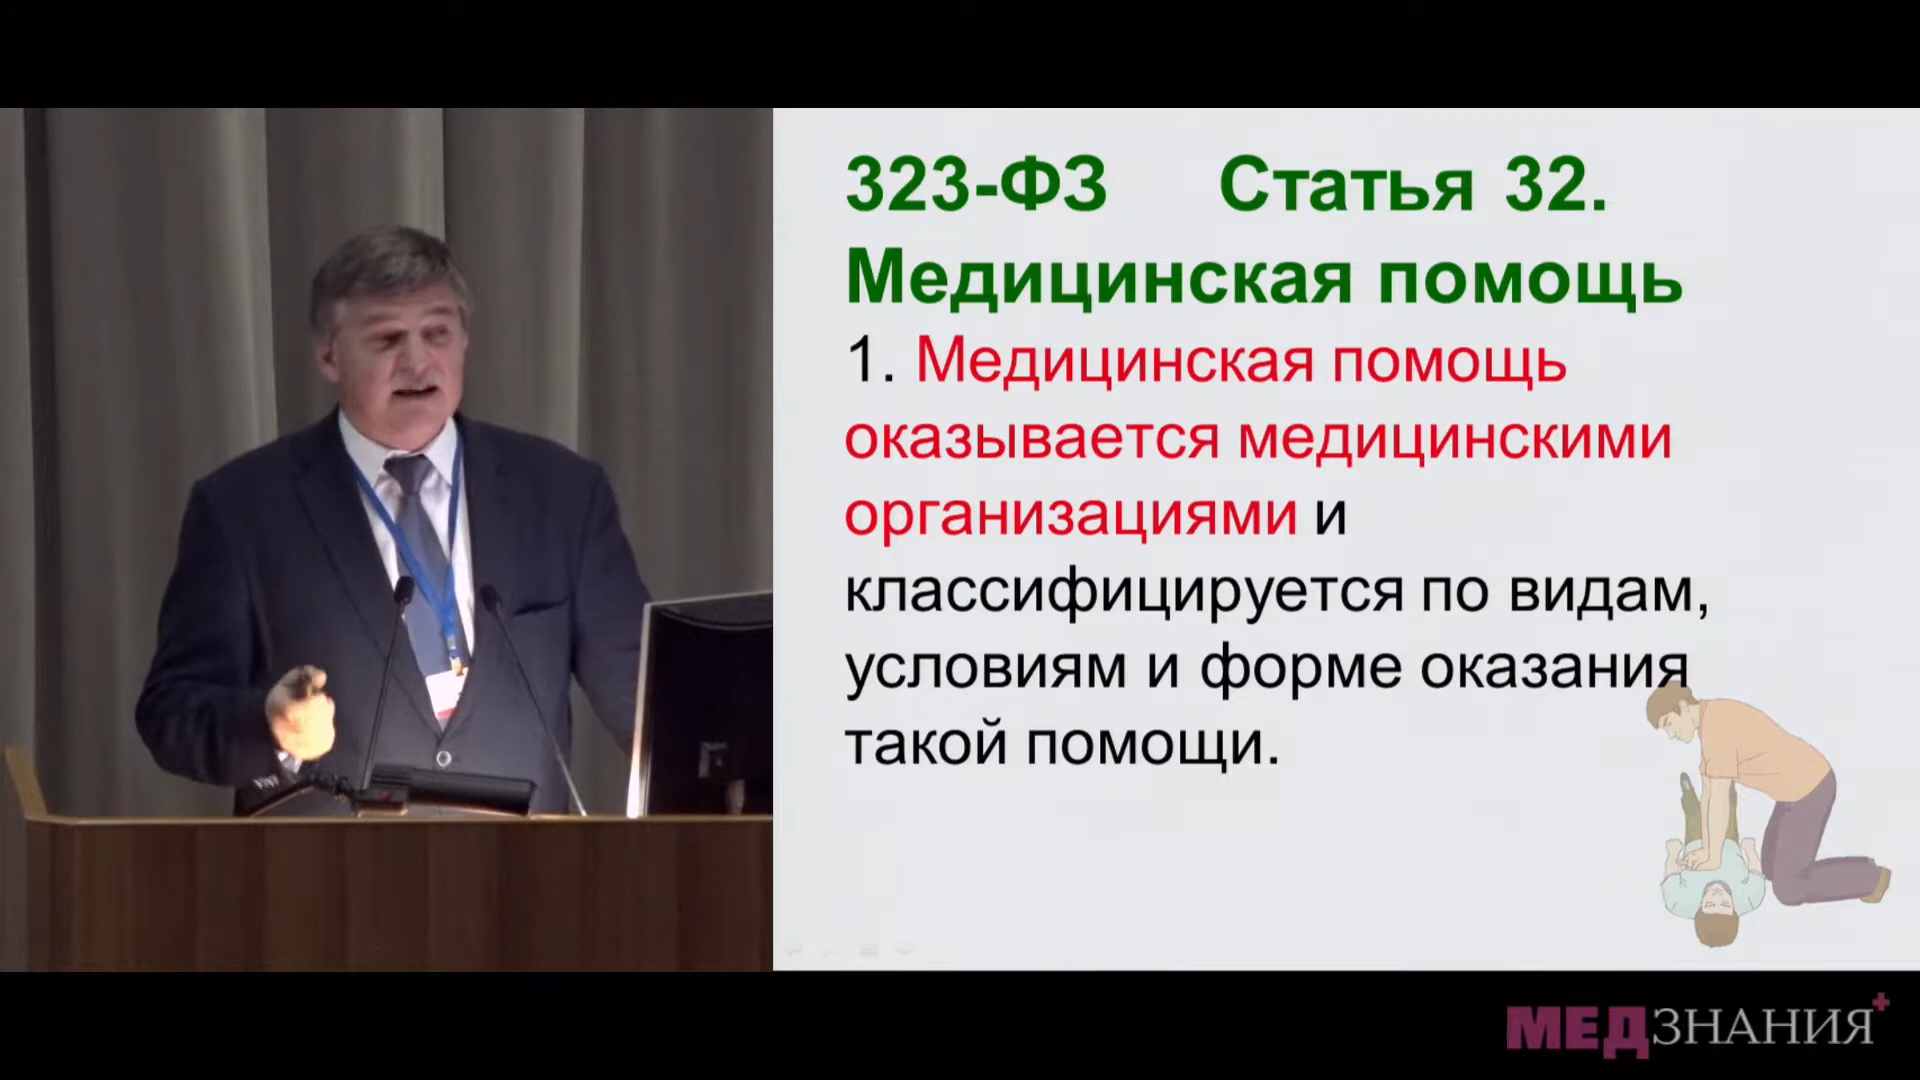 323-ФЗ Статья 32.
Медицинская помощь
1. Медицинская помощь
оказывается медицинскими
организациями и
классифицируется по видам,
условиям и форме оказания
такой помощи.
МЕДЗНАНИЯ+